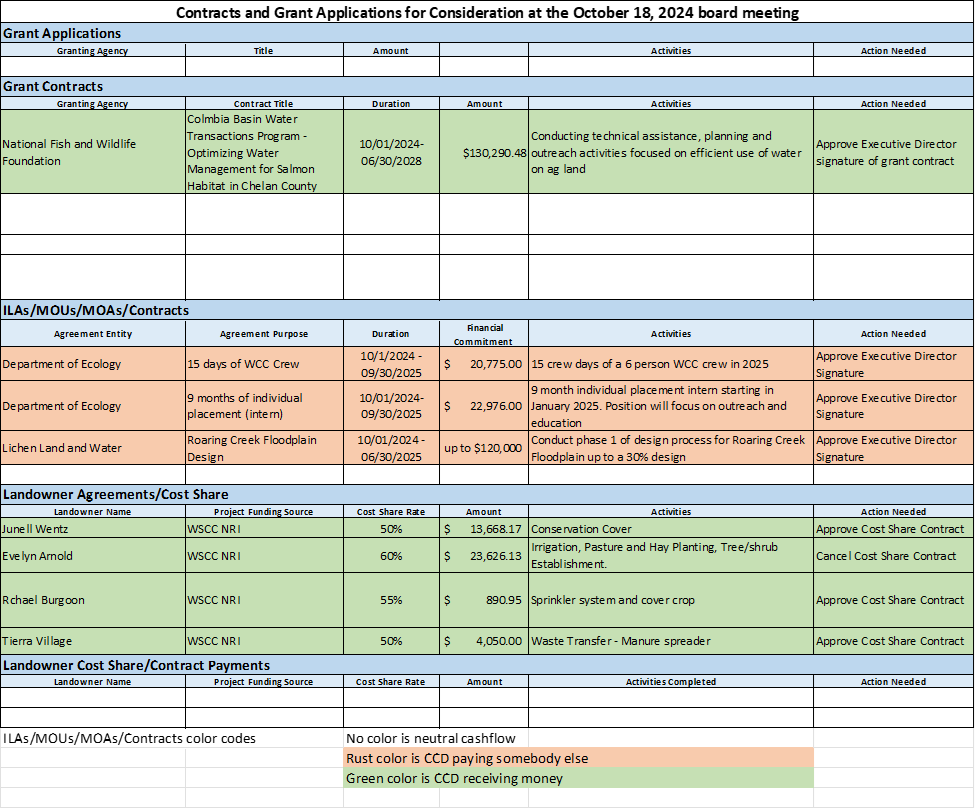 Contracts and Grant Applications for Consideration at the October 18, 2024 board meeting
Grant Applications
Granting Agency Title Amount Activities Action Needed
Grant Contracts
Granting Agency Contract Title Duration Amount Activities Action Needed
National Fish and Wildlife
Foundation
Colmbia Basin Water
Transactions Program -
Optimizing Water
Management for Salmon
Habitat in Chelan County
10/01/2024-
06/30/2028
$130,290.48
Conducting technical assistance, planning and
outreach activities focused on efficient use of water
on ag land
Approve Executive Director
signature of grant contract
ILAs/MOUs/MOAs/Contracts
Agreement Entity Agreement Purpose Duration
Financial
Commitment
Activities Action Needed
Department of Ecology
15 days of WCC Crew
10/1/2024 -
09/30/2025
$ 20,775.00
15 crew days of a 6 person WCC crew in 2025
Approve Executive Director
Signature
Department of Ecology
9 months of individual
placement (intern)
10/01/2024-
09/30/2025
$ 22,976.00
9 month individual placement intern starting in
January 2025. Position will focus on outreach and
education
Approve Executive Director
Signature
Lichen Land and Water
Roaring Creek Floodplain
Design
10/01/2024 -
06/30/2025
up to $120,000
Conduct phase 1 of design process for Roaring Creek
Floodplain up to a 30% design
Approve Executive Director
Signature
Landowner Agreements/Cost Share
Landowner Name Project Funding Source Cost Share Rate Amount Activities Action Needed
Junell Wentz WSCC NRI 50% $ 13,668.17 Conservation Cover Approve Cost Share Contract
Evelyn Arnold WSCC NRI 60% $ 23,626.13
Irrigation, Pasture and Hay Planting, Tree/shrub
Establishment.
Cancel Cost Share Contract
Rchael Burgoon WSCC NRI 55% $ 890.95 Sprinkler system and cover crop Approve Cost Share Contract
Tierra Village WSCC NRI 50% $ 4,050.00 Waste Transfer - Manure spreader Approve Cost Share Contract
Landowner Cost Share/Contract Payments
Landowner Name Project Funding Source Cost Share Rate Amount Activities Completed Action Needed
ILAs/MOUs/MOAs/Contracts color codes No color is neutral cashflow
Rust color is CCD paying somebody else
Green color is CCD receiving money